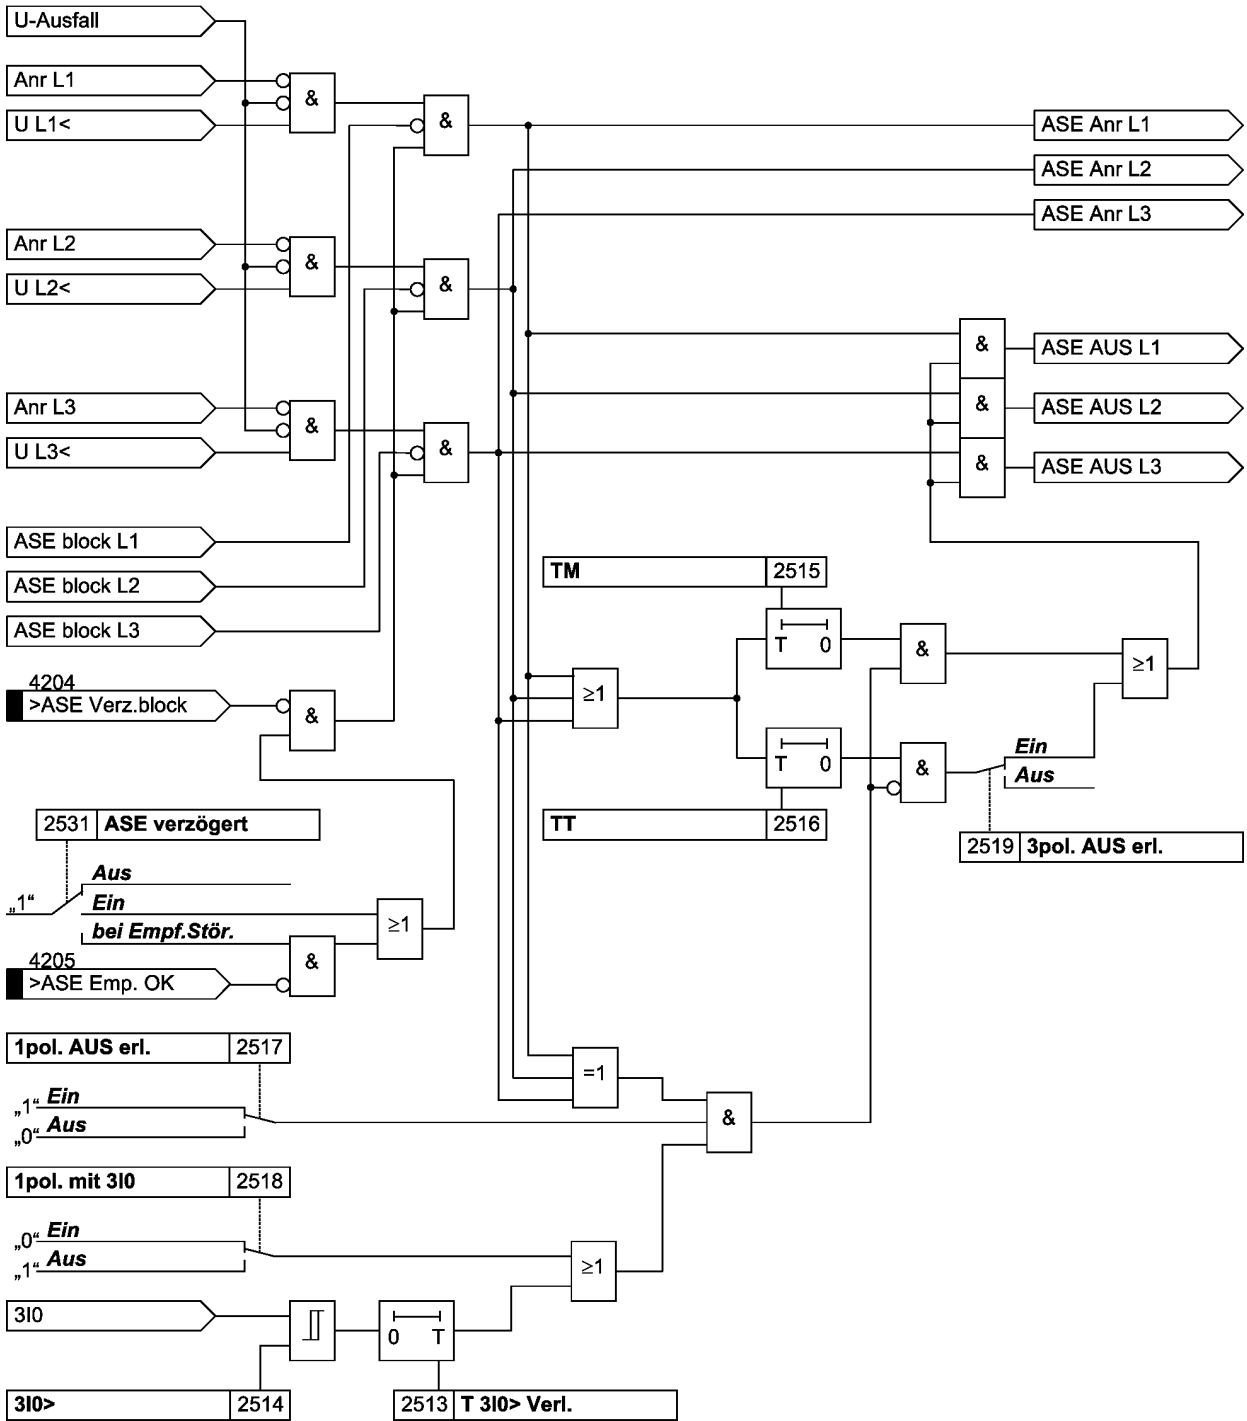 U-Ausfall
Anr L1
&
U L1<
&
ASE Anr L1
ASE Anr L2
ASE Anr L3
Anr L2
&
U L2<
&
&
ASE AUS L1
Anr L3
&
ASE AUS L2
&
U L3<
&
&
ASE AUS L3
ASE block L1
ASE block L2
ASE block L3
TM 2515
T 0
&
≥1
4204
>ASE Verz.block
&
≥1
T 0
&
Ein
Aus
2531 ASE verzögert
TT 2516
2519 3pol. AUS erl.
Aus
„1“
Ein
≥1
bei Empf.Stör.
4205
>ASE Emp. OK
&
1pol. AUS erl. 2517
=1
„1“ Ein
„0“ Aus
&
1pol. mit 3I0 2518
„0“ Ein
„1“ Aus
≥1
3I0
0 T
3I0> 2514
2513 T 3I0> Verl.